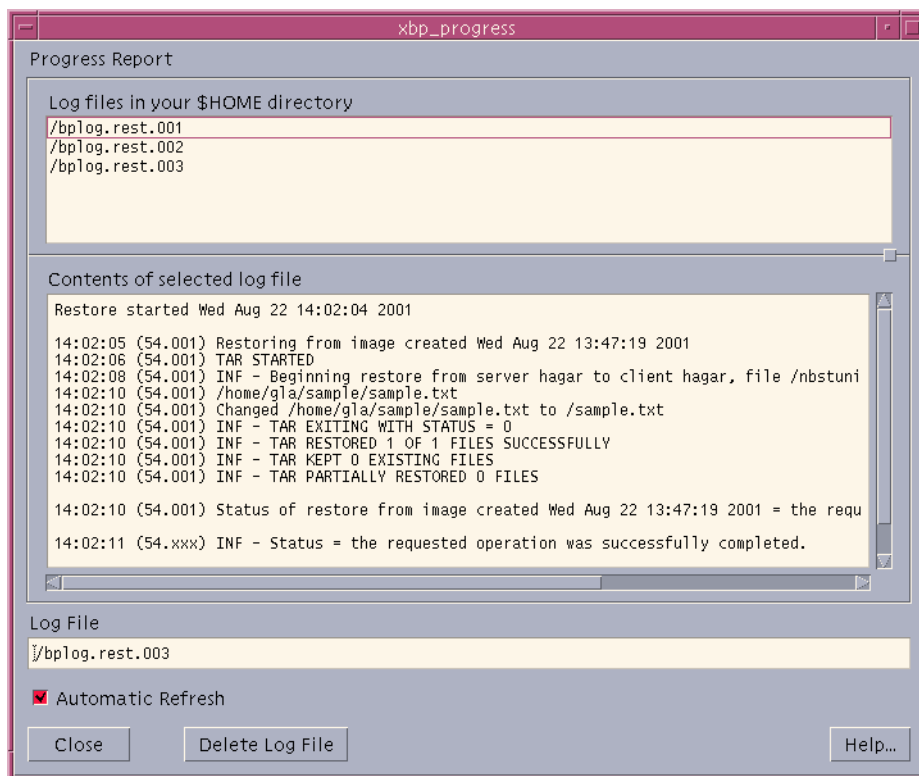 xbp_progress
Progress Report
Log files in your $HOME directory
/bplog.rest.001
/bplog.rest.002
/bplog.rest.003
Contents of selected log file
Restore started Wed Aug 22 14:02:04 2001
14:02:05 (54.001) Restoring from image created Wed Aug 22 13:47:19 2001
14:02:06 (54.001) TAR STARTED
14:02:08 (54.001) INF - Beginning restore from server hagar to client hagar, file /nbstuni
14:02:10 (54.001) /home/gla/sample/sample.txt
14:02:10 (54.001) Changed /home/gla/sample/sample.txt to /sample.txt
14:02:10 (54.001) INF - TAR EXITING WITH STATUS = 0
14:02:10 (54.001) INF - TAR RESTORED 1 OF 1 FILES SUCCESSFULLY
14:02:10 (54.001) INF - TAR KEPT 0 EXISTING FILES
14:02:10 (54.001) INF - TAR PARTIALLY RESTORED 0 FILES
14:02:10 (54.001) Status of restore from image created Wed Aug 22 13:47:19 2001 = the requ
14:02:11 (54.xxx) INF - Status = the requested operation was successfully completed.
Log File
/bplog.rest.003
Automatic Refresh
Close Delete Log File Help...